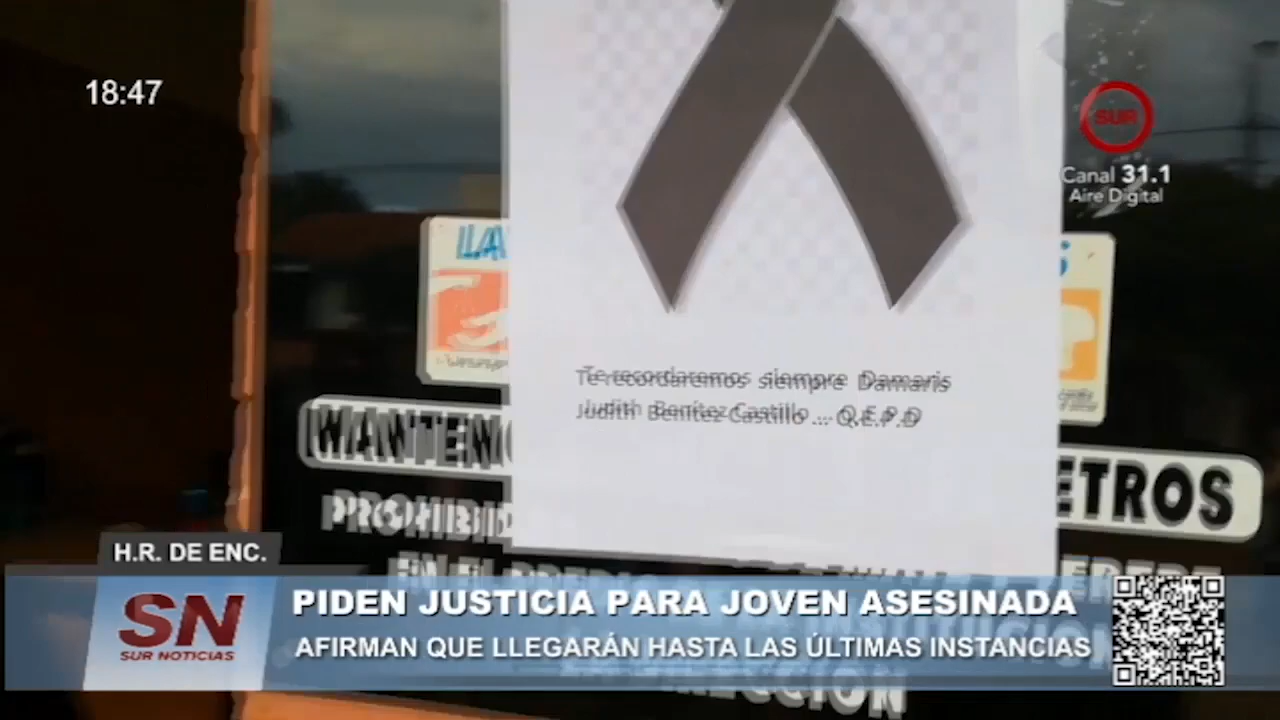 18:47
SUR
Canal 31.1
Aire Digital
Te recordaremos siempre Damaris
Judith Benítez Castillo ... Q.E.P.D
ETROS
H.R. DE ENC.
SN
SUR NOTICIAS
PIDEN JUSTICIA PARA JOVEN ASESINADA
AFIRMAN QUE LLEGARÁN HASTA LAS ÚLTIMAS INSTANCIAS